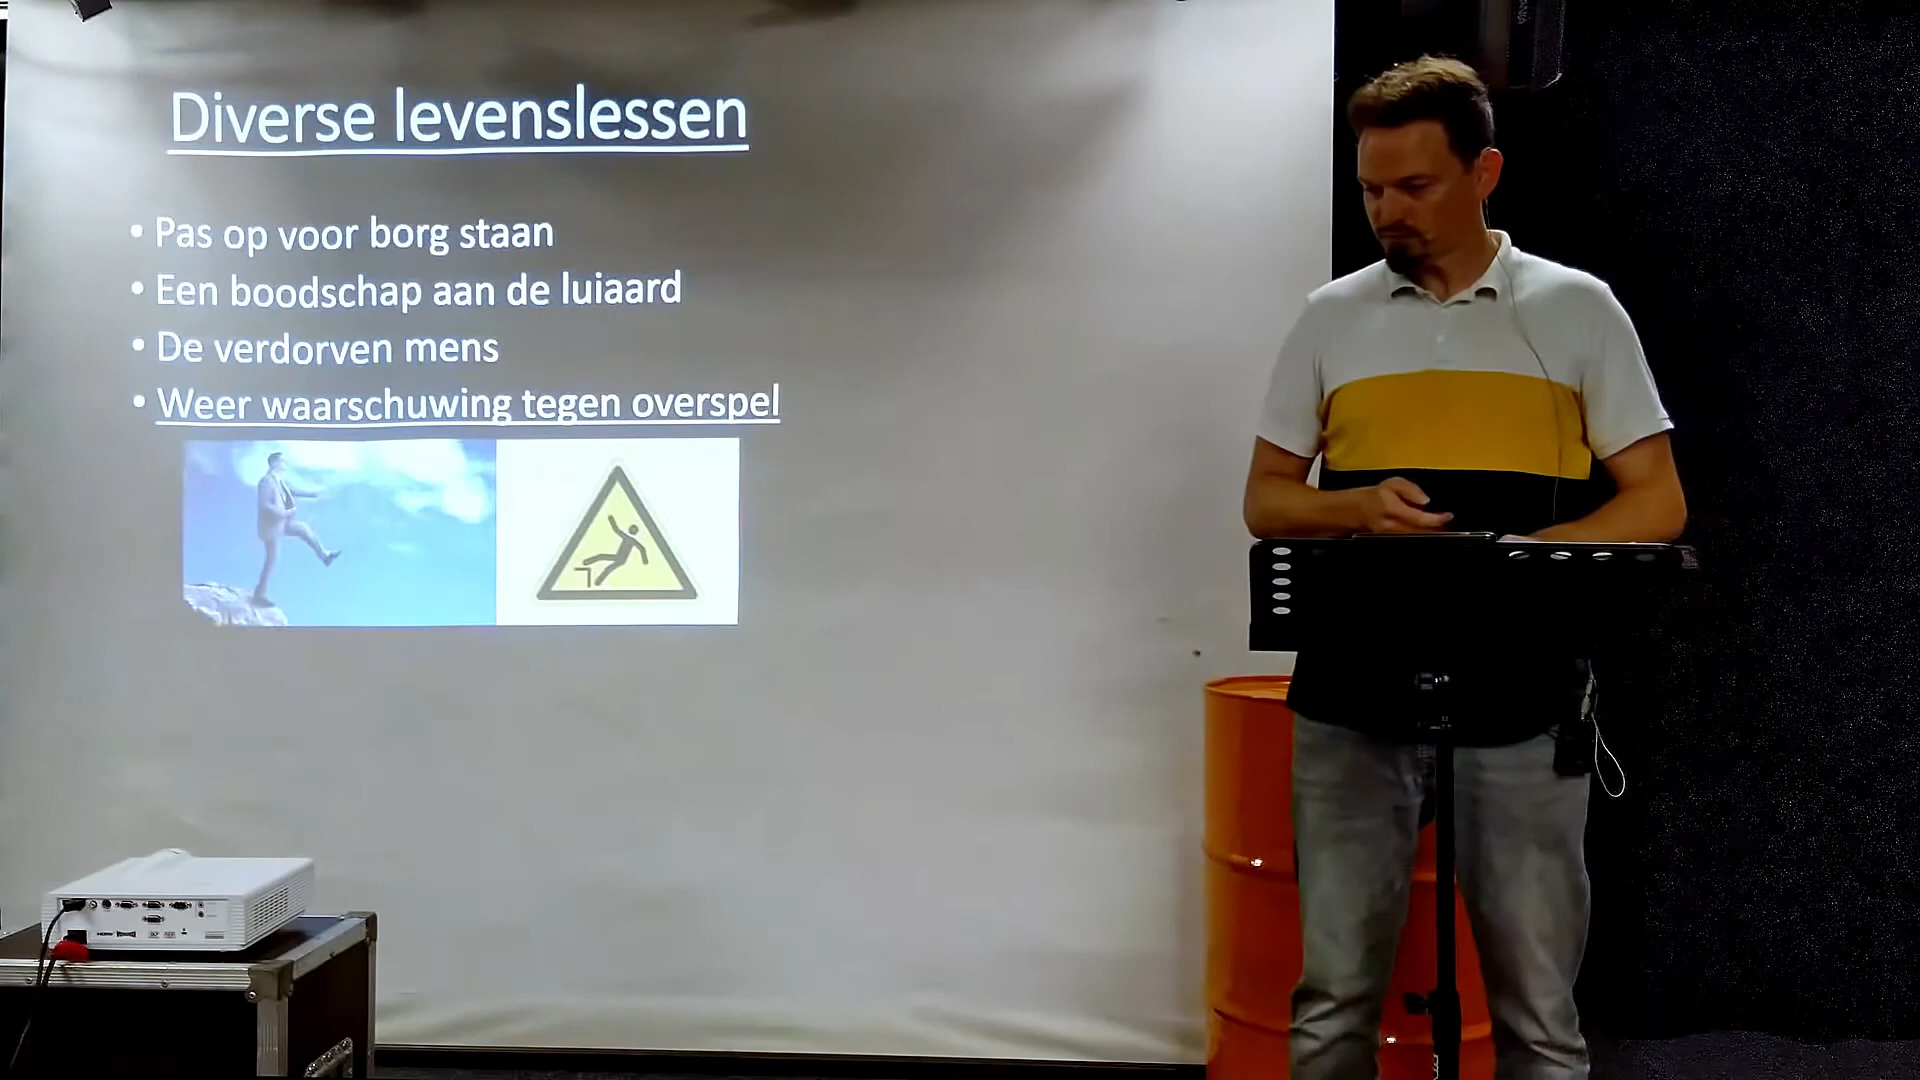 Diverse levenslessen
• Pas op voor borg staan
• Een boodschap aan de luiaard
• De verdorven mens
• Weer waarschuwing tegen overspel